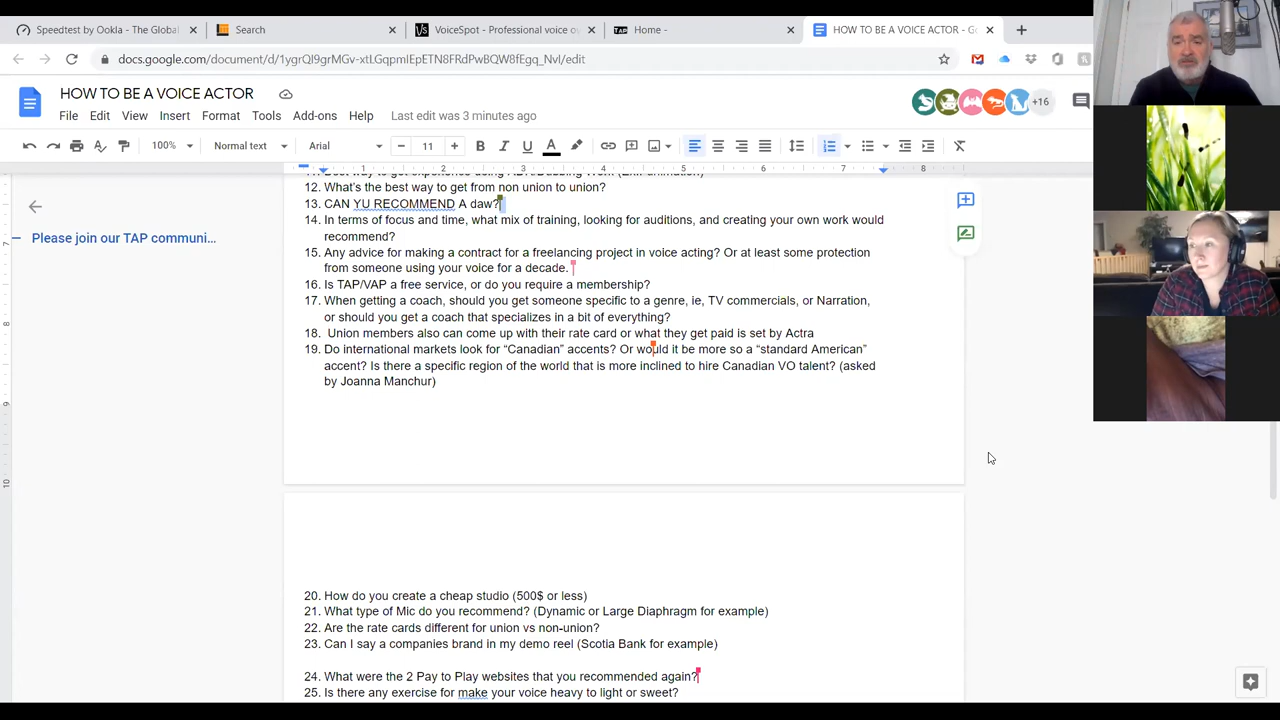 Speedtest by Ookla - The Global
Search
VoiceSpot - Professional voice ov
Home -
HOW TO BE A VOICE ACTOR - Go
docs.google.com/document/d/1ygrQI9grMGv-xtLGqpmIEpETN8FRdPwBQW8fEgq_NvI/edit
HOW TO BE A VOICE ACTOR
+16
File Edit View Insert Format Tools Add-ons Help Last edit was 3 minutes ago
100% Normal text Arial 11
1 2 3 4 5 6 7 8
Please join our TAP communi...
12. What's the best way to get from non union to union?
13. CAN YU RECOMMEND A daw?
14. In terms of focus and time, what mix of training, looking for auditions, and creating your own work would
recommend?
15. Any advice for making a contract for a freelancing project in voice acting? Or at least some protection
from someone using your voice for a decade.
16. Is TAP/VAP a free service, or do you require a membership?
17. When getting a coach, should you get someone specific to a genre, ie, TV commercials, or Narration,
or should you get a coach that specializes in a bit of everything?
18. Union members also can come up with their rate card or what they get paid is set by Actra
19. Do international markets look for “Canadian” accents? Or would it be more so a “standard American”
accent? Is there a specific region of the world that is more inclined to hire Canadian VO talent? (asked
by Joanna Manchur)
20. How do you create a cheap studio (500$ or less)
21. What type of Mic do you recommend? (Dynamic or Large Diaphragm for example)
22. Are the rate cards different for union vs non-union?
23. Can I say a companies brand in my demo reel (Scotia Bank for example)
24. What were the 2 Pay to Play websites that you recommended again?
25. Is there any exercise for make your voice heavy to light or sweet?